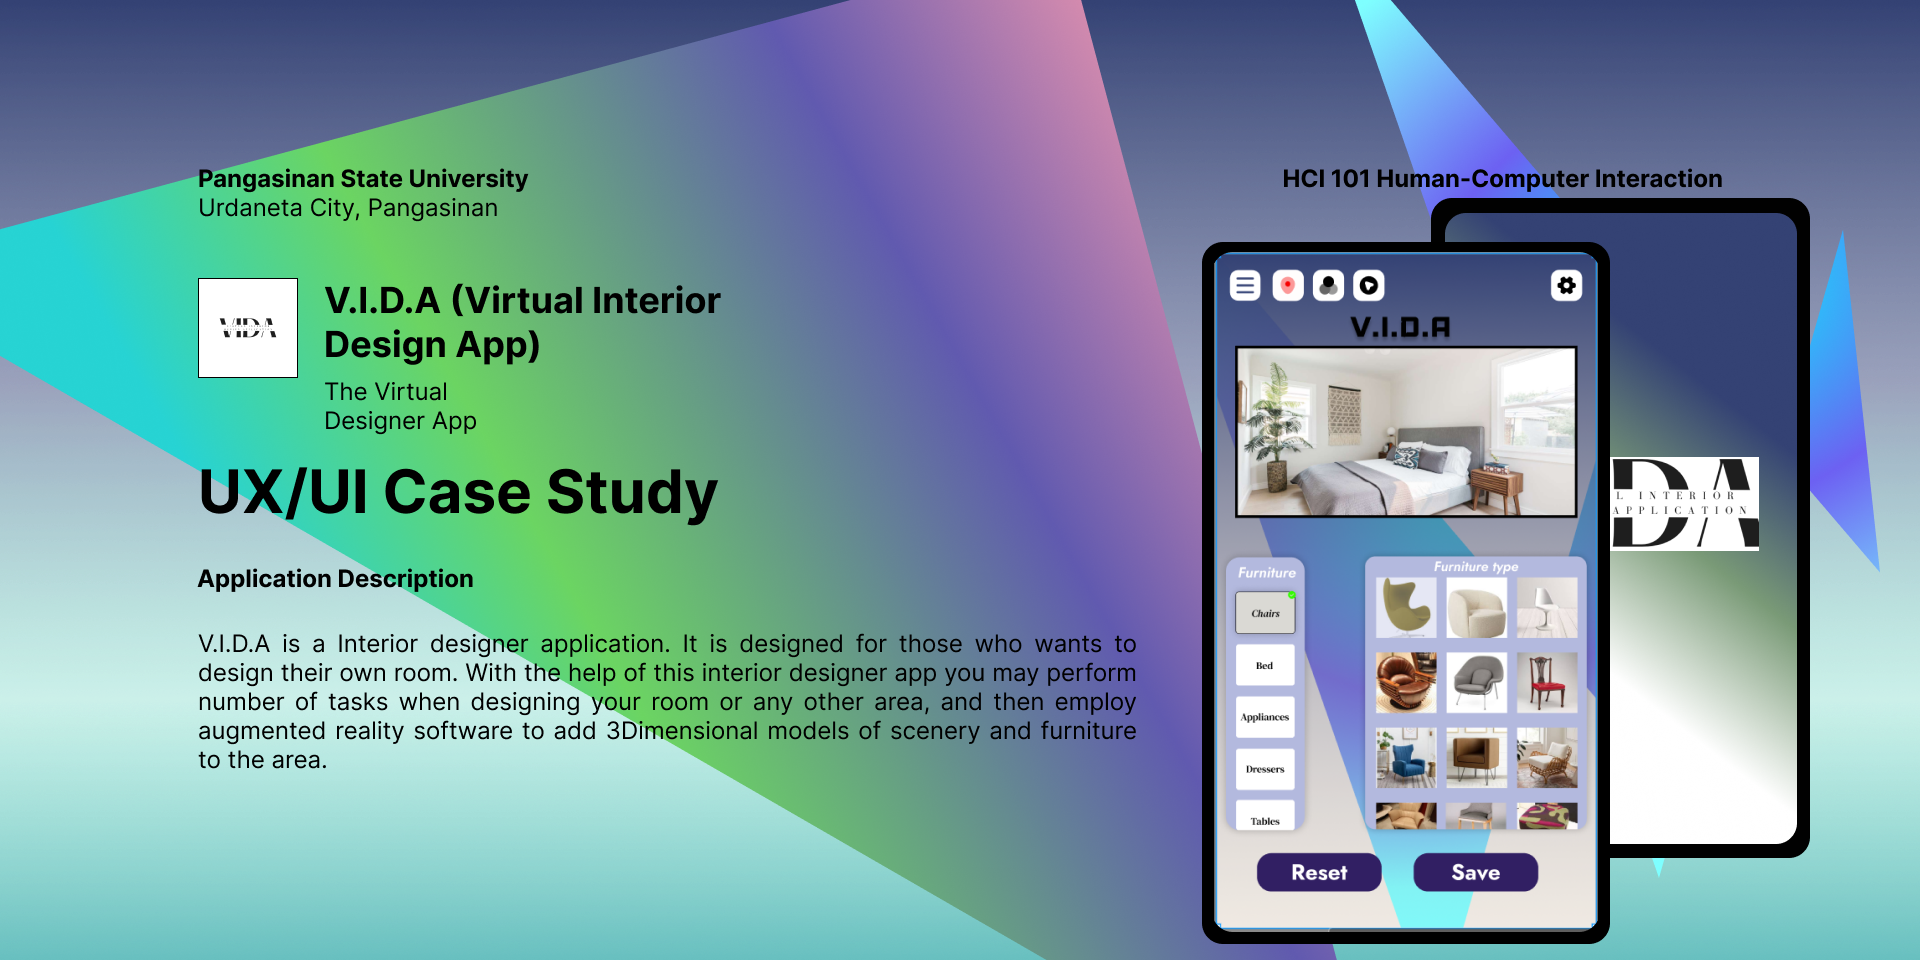 Pangasinan State University
Urdaneta City, Pangasinan
HCI 101 Human-Computer Interaction
VIDA
V.I.D.A (Virtual Interior
Design App)
The Virtual
Designer App
UX/UI Case Study
Application Description
V.I.D.A is a Interior designer application. It is designed for those who wants to
design their own room. With the help of this interior designer app you may perform
number of tasks when designing your room or any other area, and then employ
augmented reality software to add 3Dimensional models of scenery and furniture
to the area.
V.I.D.A
Furniture
Chairs
Bed
Appliances
Dressers
Tables
Furniture type
Reset
Save
DA
L INTERIOR
APPLICATION